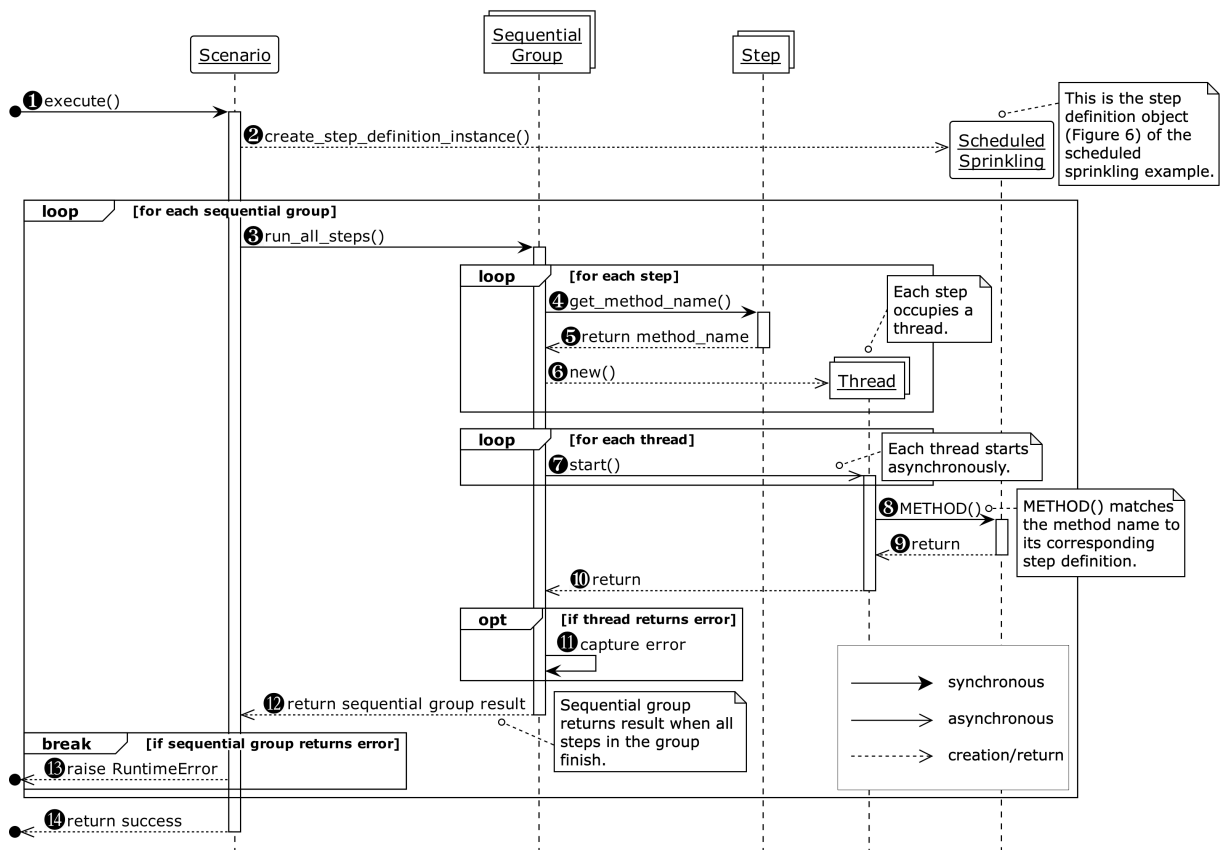 Scenario
Sequential
Group
Step
❶execute()
❷create_step_definition_instance()
Scheduled
Sprinkling
This is the step
definition object
(Figure 6) of the
scheduled
sprinkling example.
loop [for each sequential group]
❸run_all_steps()
loop [for each step]
❹get_method_name()
❺return method_name
❻new()
Thread
Each step
occupies a
thread.
loop [for each thread]
❼start()
Each thread starts
asynchronously.
❽METHOD()
METHOD() matches
the method name to
its corresponding
step definition.
❾return
❿return
opt [if thread returns error]
⓫capture error
⓬return sequential group result
Sequential group
returns result when all
steps in the group
finish.
break [if sequential group returns error]
⓭raise RuntimeError
⓮return success
synchronous
asynchronous
creation/return